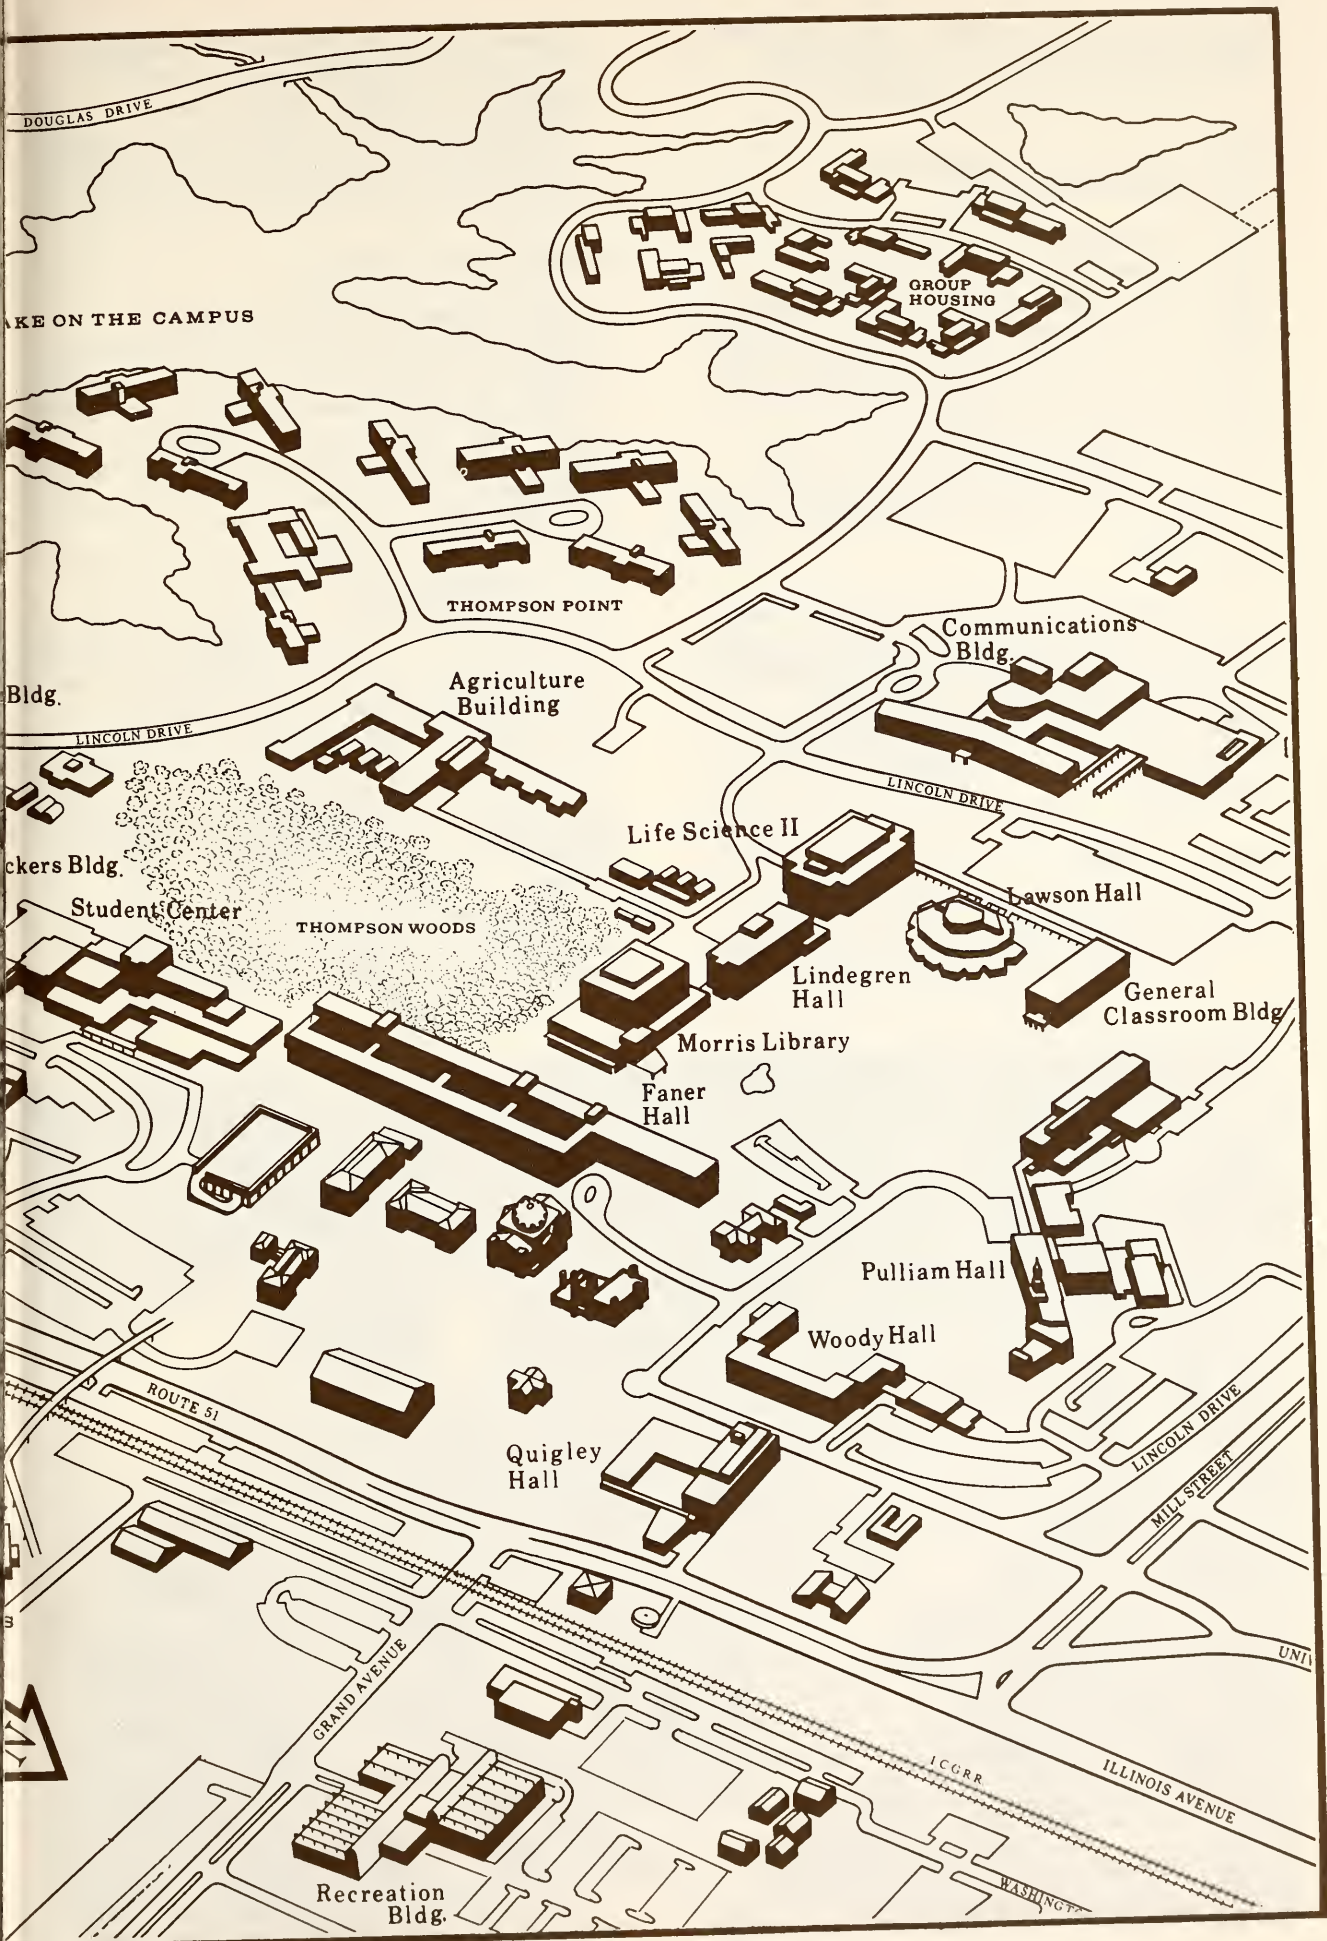 DOUGLAS DRIVE
GROUP
HOUSING
AKE ON THE CAMPUS
THOMPSON POINT
Communications
Bldg.
Agriculture
Building
Bldg.
LINCOLN DRIVE
LINCOLN DRIVE
Life Science II
ckers Bldg.
Lawson Hall
Student Center
THOMPSON WOODS
Lindegren
Hall
General
Classroom Bldg
Morris Library
Faner
Hall
Pulliam Hall
Woody Hall
ROUTE 51
LINCOLN DRIVE
Quigley
Hall
MILL STREET
S
UNIV
GRAND AVENUE
N
ICGRR
ILLINOIS AVENUE
Recreation
Bldg.
WASHINGT